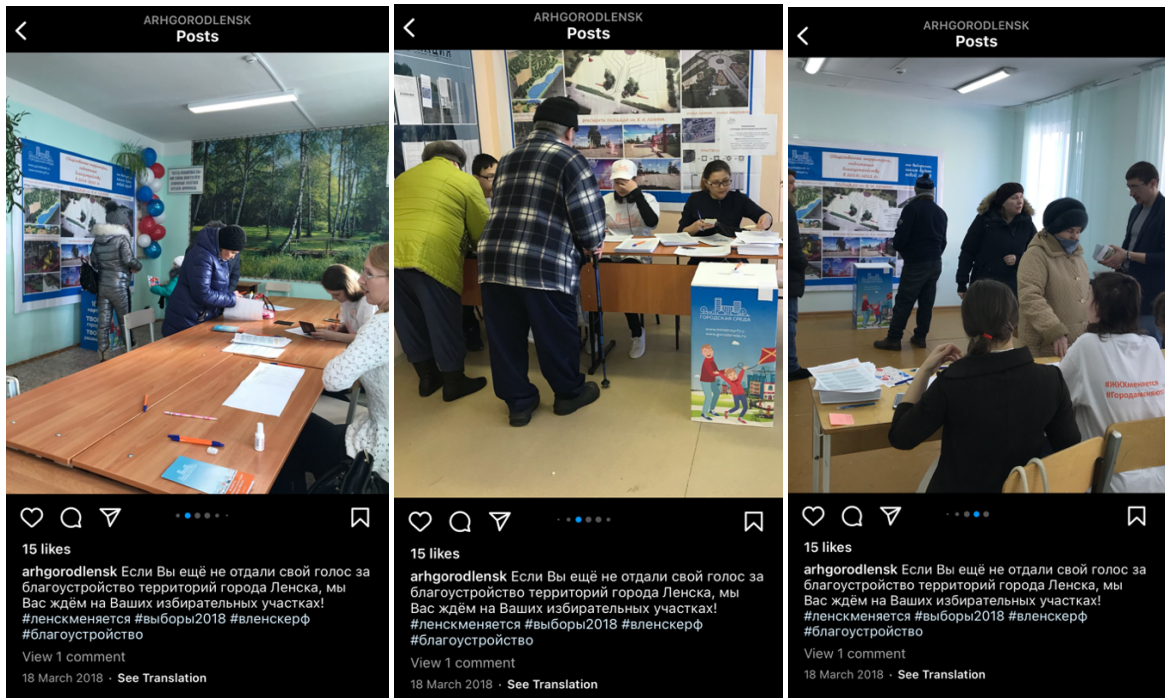 ARHGORODLENSK
Posts
15 likes
arhgorodlensk Если Вы ещё не отдали свой голос за
благоустройство территорий города Ленска, мы
Вас ждём на Ваших избирательных участках!
#ленскменяется #выборы2018 #вленскерф
#благоустройство
View 1 comment
18 March 2018 · See Translation
ARHGORODLENSK
Posts
ГОРОДСКАЯ СРЕДА
15 likes
arhgorodlensk Если Вы ещё не отдали свой голос за
благоустройство территорий города Ленска, мы
Вас ждём на Ваших избирательных участках!
#ленскменяется #выборы2018 #вленскерф
#благоустройство
View 1 comment
18 March 2018 · See Translation
ARHGORODLENSK
Posts
#ЖКХменяется
15 likes
arhgorodlensk Если Вы ещё не отдали свой голос за
благоустройство территорий города Ленска, мы
Вас ждём на Ваших избирательных участках!
#ленскменяется #выборы2018 #вленскерф
#благоустройство
View 1 comment
18 March 2018 · See Translation